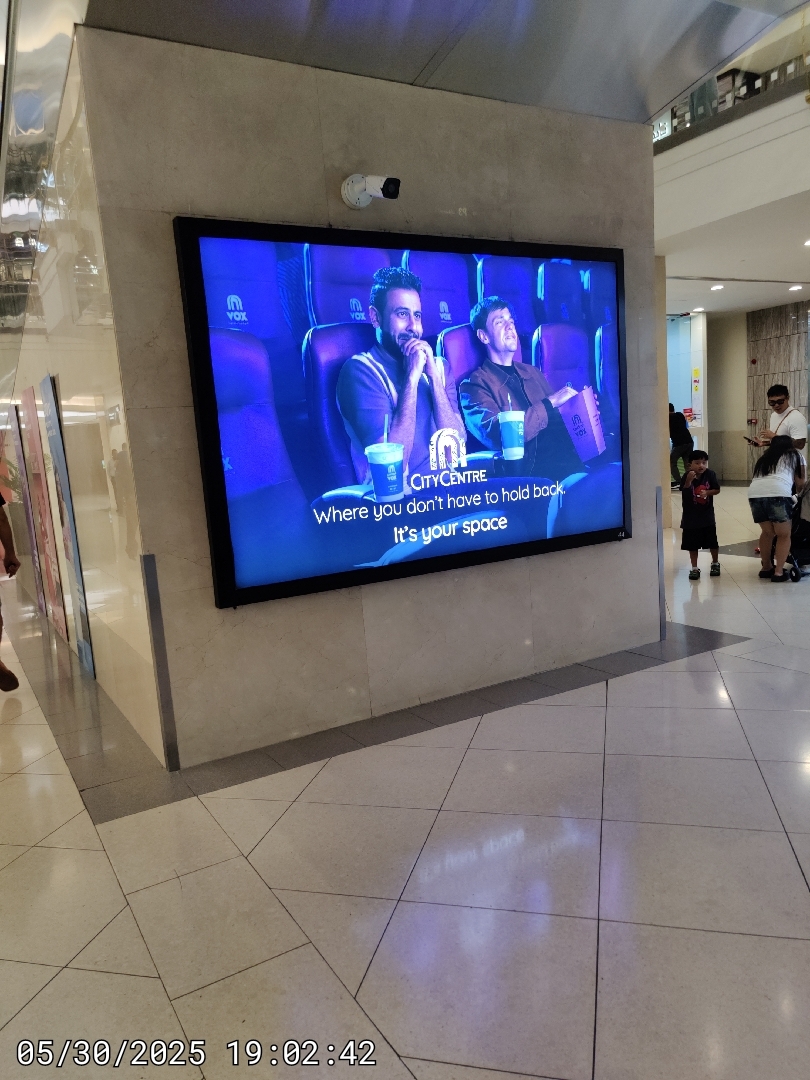 VOX
VOX
VOX
VOX
CITYCENTRE
Where you don't have to hold back.
It's your space
05/30/2025 19:02:42